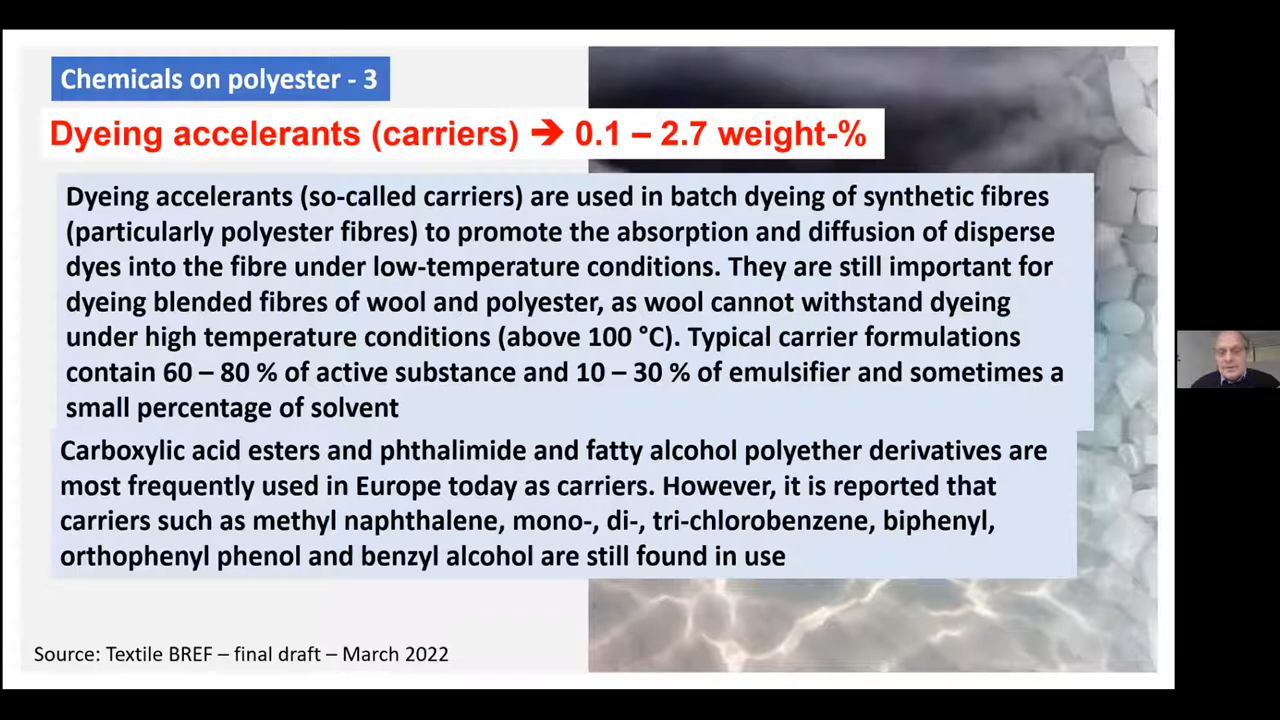 Chemicals on polyester - 3
Dyeing accelerants (carriers) ➔ 0.1 – 2.7 weight-%
Dyeing accelerants (so-called carriers) are used in batch dyeing of synthetic fibres
(particularly polyester fibres) to promote the absorption and diffusion of disperse
dyes into the fibre under low-temperature conditions. They are still important for
dyeing blended fibres of wool and polyester, as wool cannot withstand dyeing
under high temperature conditions (above 100 °C). Typical carrier formulations
contain 60 – 80 % of active substance and 10 – 30 % of emulsifier and sometimes a
small percentage of solvent
Carboxylic acid esters and phthalimide and fatty alcohol polyether derivatives are
most frequently used in Europe today as carriers. However, it is reported that
carriers such as methyl naphthalene, mono-, di-, tri-chlorobenzene, biphenyl,
orthophenyl phenol and benzyl alcohol are still found in use
Source: Textile BREF – final draft – March 2022